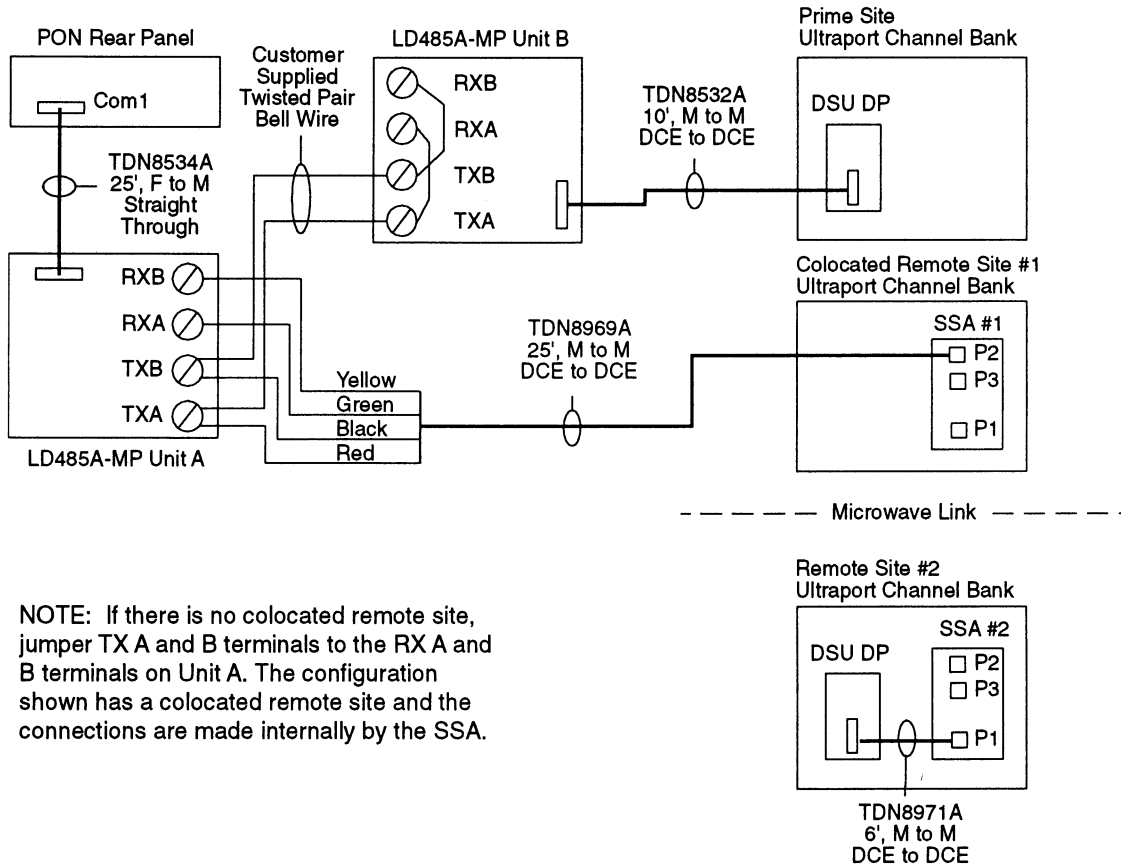 PON Rear Panel
Com1
TDN8534A
25', F to M
Straight
Through
Customer
Supplied
Twisted Pair
Bell Wire
LD485A-MP Unit B
RXB
RXA
TXB
TXA
TDN8532A
10', M to M
DCE to DCE
Prime Site
Ultraport Channel Bank
DSU DP
RXB
RXA
TXB
TXA
LD485A-MP Unit A
Yellow
Green
Black
Red
TDN8969A
25', M to M
DCE to DCE
Colocated Remote Site #1
Ultraport Channel Bank
SSA #1
P2
P3
P1
Microwave Link
NOTE: If there is no colocated remote site,
jumper TX A and B terminals to the RX A and
B terminals on Unit A. The configuration
shown has a colocated remote site and the
connections are made internally by the SSA.
Remote Site #2
Ultraport Channel Bank
DSU DP
SSA #2
P2
P3
P1
TDN8971A
6', M to M
DCE to DCE